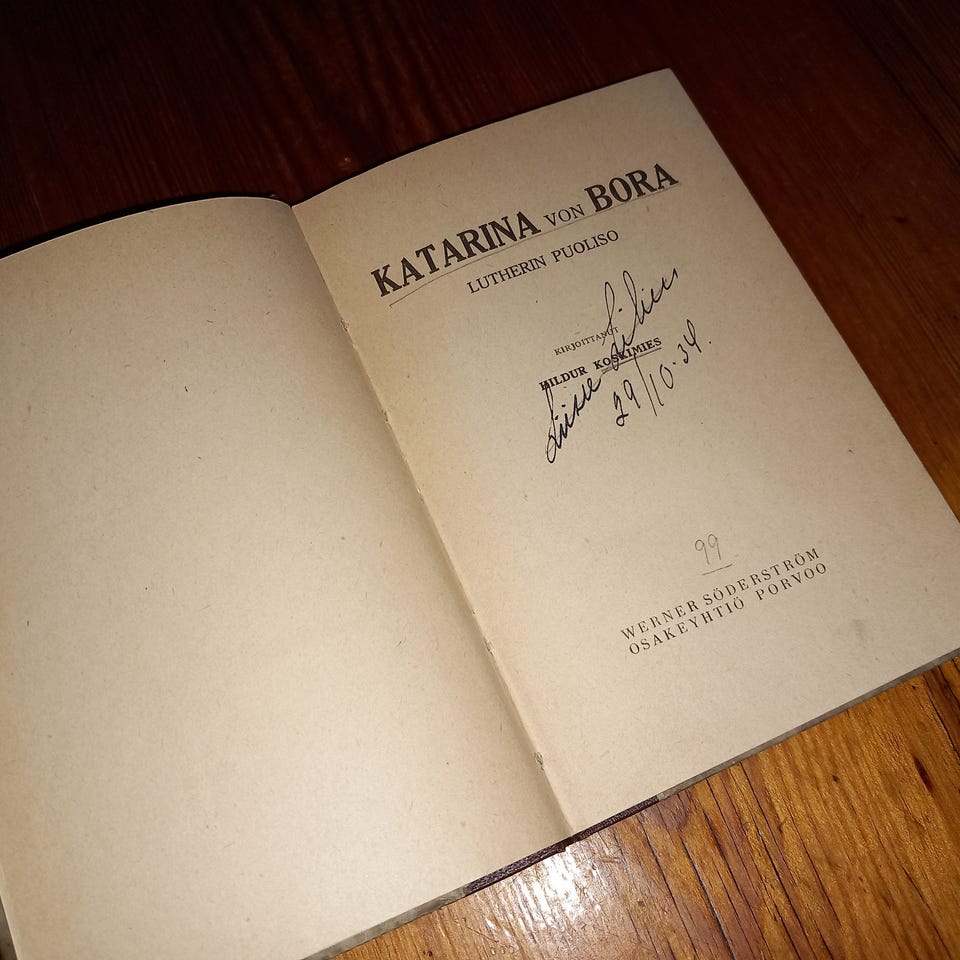 KATARINA VON BORA
LUTHERIN PUOLISO
KIRJOITTANUT
HILDUR KOSKIMIES
29/10.34.
99
WERNER SÖDERSTRÖM
OSAKEYHTIÖ PORVOO